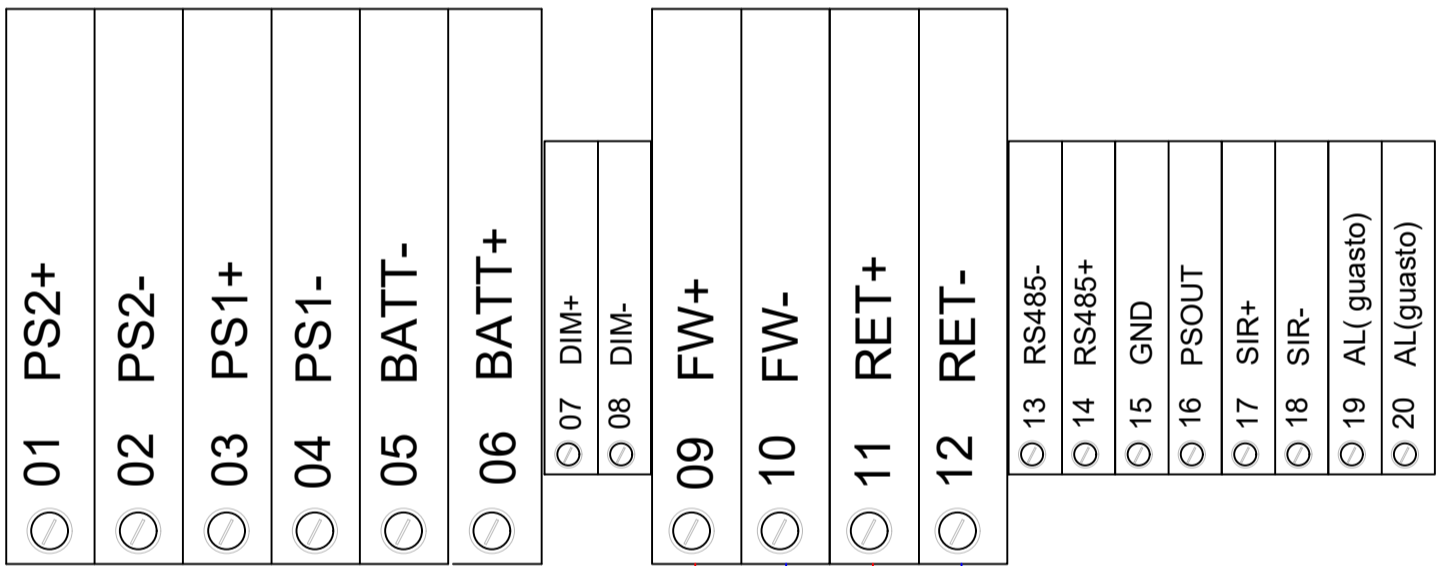 01 PS2+
02 PS2-
03 PS1+
04 PS1-
05 BATT-
06 BATT+
07 DIM+
08 DIM-
09 FW+
10 FW-
11 RET+
12 RET-
13 RS485-
14 RS485+
15 GND
16 PSOUT
17 SIR+
18 SIR-
19 AL( guasto)
20 AL(guasto)